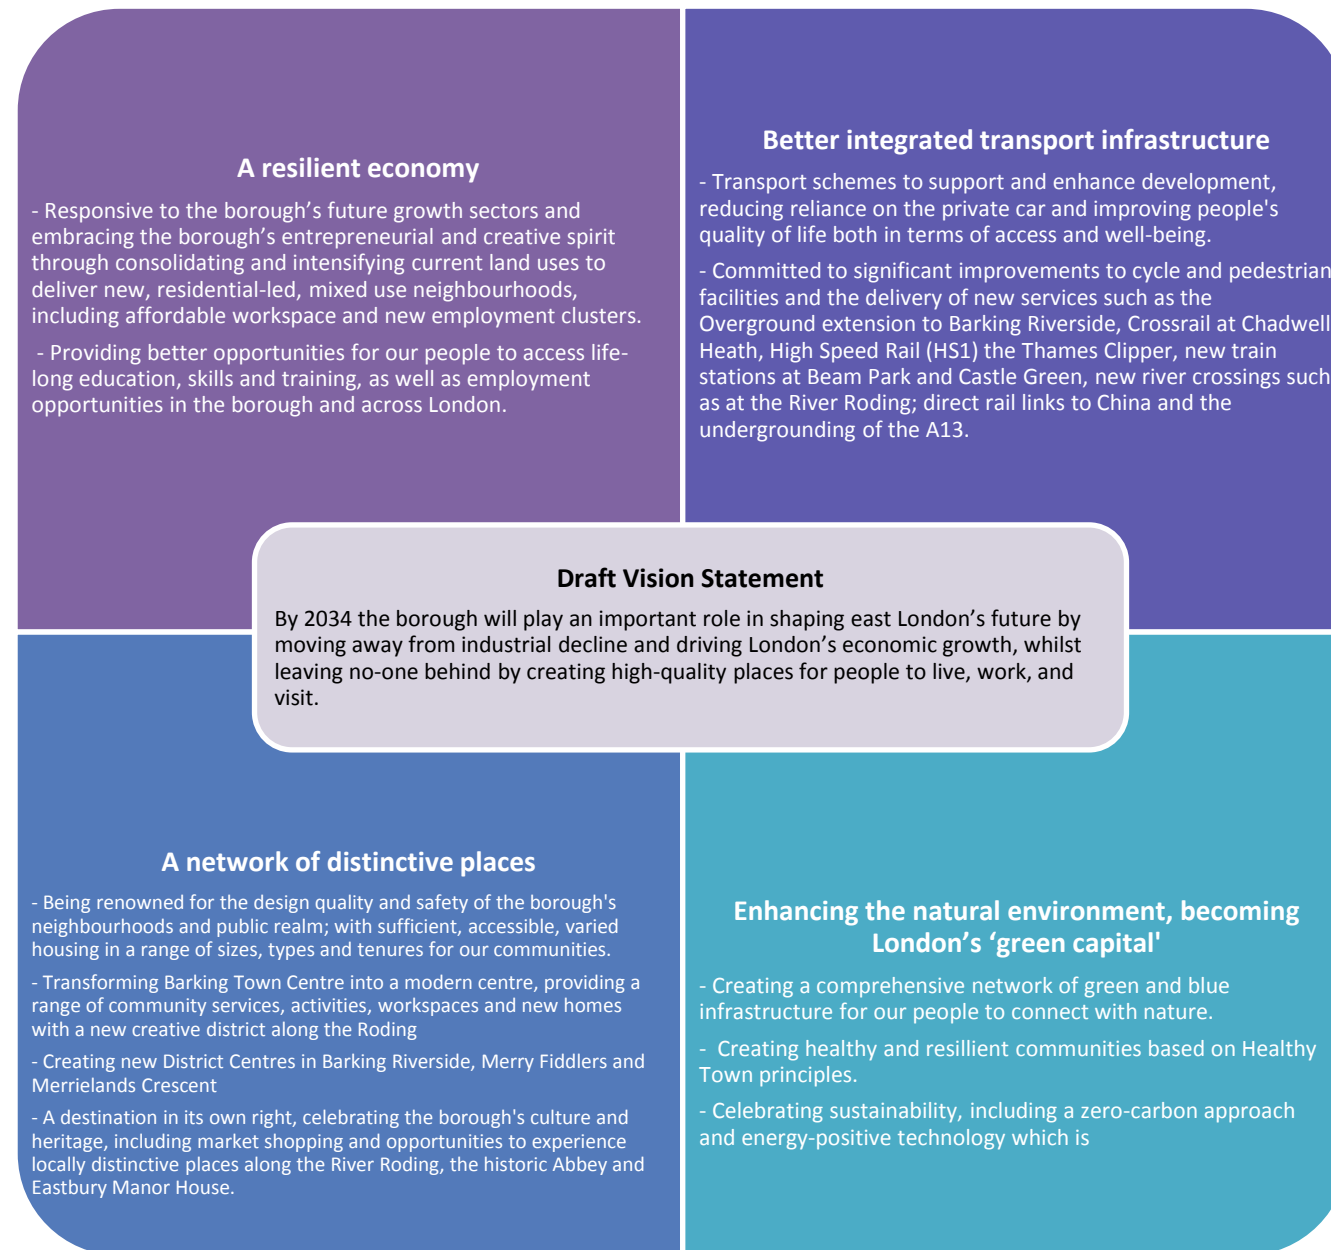 A resilient economy
- Responsive to the borough’s future growth sectors and
embracing the borough’s entrepreneurial and creative spirit
through consolidating and intensifying current land uses to
deliver new, residential-led, mixed use neighbourhoods,
including affordable workspace and new employment clusters.
- Providing better opportunities for our people to access life-
long education, skills and training, as well as employment
opportunities in the borough and across London.
Better integrated transport infrastructure
- Transport schemes to support and enhance development,
reducing reliance on the private car and improving people's
quality of life both in terms of access and well-being.
- Committed to significant improvements to cycle and pedestrian
facilities and the delivery of new services such as the
Overground extension to Barking Riverside, Crossrail at Chadwell
Heath, High Speed Rail (HS1) the Thames Clipper, new train
stations at Beam Park and Castle Green, new river crossings such
as at the River Roding; direct rail links to China and the
undergrounding of the A13.
Draft Vision Statement
By 2034 the borough will play an important role in shaping east London’s future by
moving away from industrial decline and driving London’s economic growth, whilst
leaving no-one behind by creating high-quality places for people to live, work, and
visit.
A network of distinctive places
- Being renowned for the design quality and safety of the borough's
neighbourhoods and public realm; with sufficient, accessible, varied
housing in a range of sizes, types and tenures for our communities.
- Transforming Barking Town Centre into a modern centre, providing a
range of community services, activities, workspaces and new homes
with a new creative district along the Roding
- Creating new District Centres in Barking Riverside, Merry Fiddlers and
Merrielands Crescent
- A destination in its own right, celebrating the borough's culture and
heritage, including market shopping and opportunities to experience
locally distinctive places along the River Roding, the historic Abbey and
Eastbury Manor House.
Enhancing the natural environment, becoming
London’s ‘green capital'
- Creating a comprehensive network of green and blue
infrastructure for our people to connect with nature.
- Creating healthy and resillient communities based on Healthy
Town principles.
- Celebrating sustainability, including a zero-carbon approach
and energy-positive technology which is